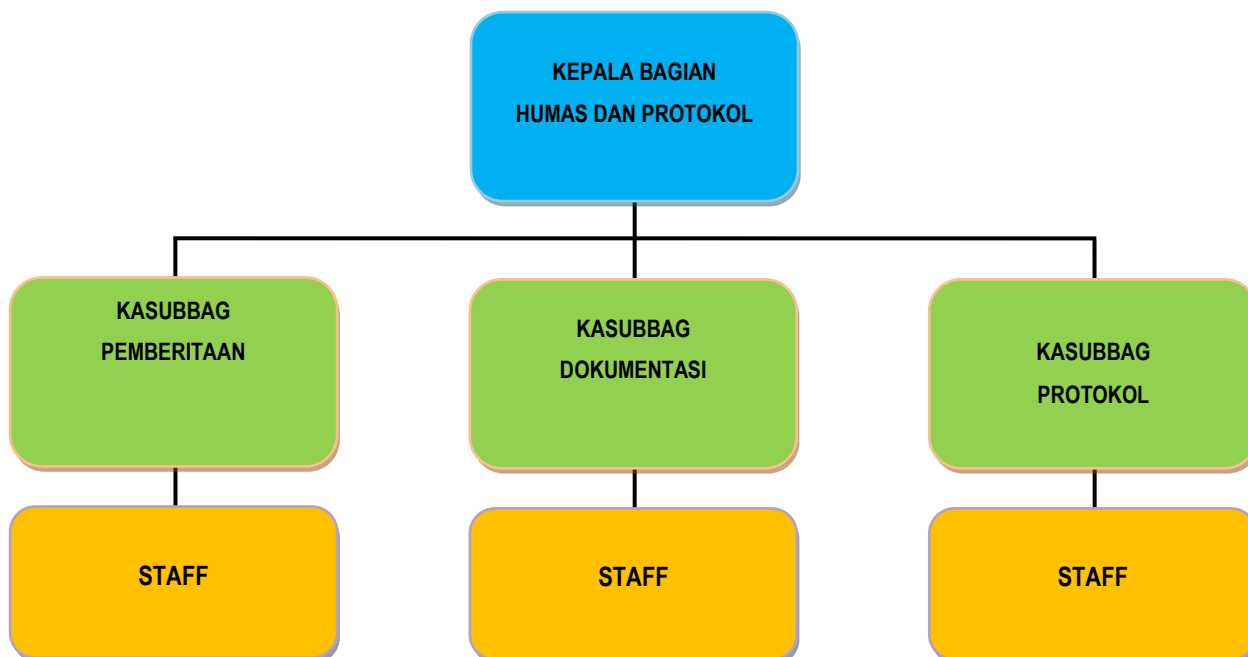 KEPALA BAGIAN
HUMAS DAN PROTOKOL
KASUBBAG
PEMBERITAAN
KASUBBAG
DOKUMENTASI
KASUBBAG
PROTOKOL
STAFF
STAFF
STAFF